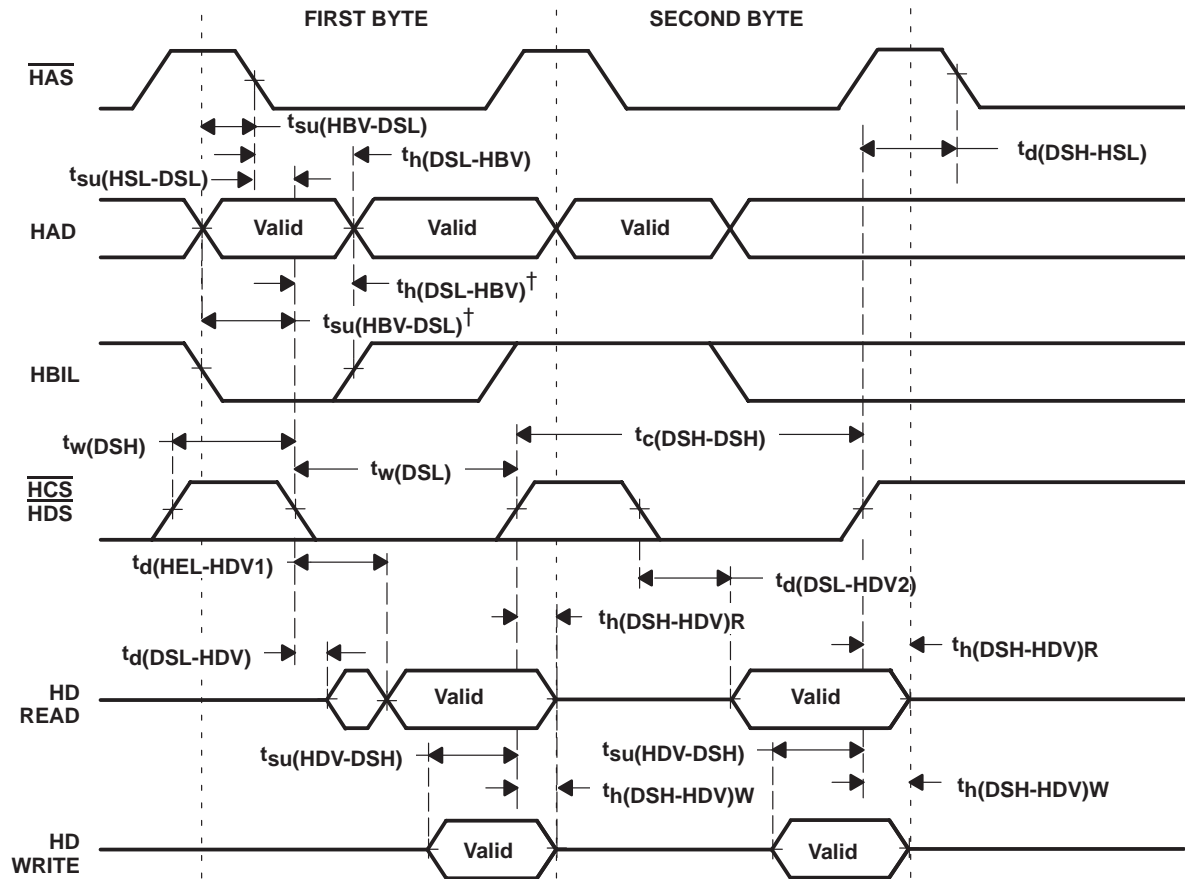 FIRST BYTE SECOND BYTE
HAS
tsu(HBV-DSL)
th(DSL-HBV)
td(DSH-HSL)
tsu(HSL-DSL)
HAD Valid Valid Valid
th(DSL-HBV)†
tsu(HBV-DSL)†
HBIL
tw(DSH)
tc(DSH-DSH)
tw(DSL)
HCS
HDS
td(HEL-HDV1)
td(DSL-HDV2)
th(DSH-HDV)R
td(DSL-HDV)
th(DSH-HDV)R
HD
READ
Valid Valid
tsu(HDV-DSH) tsu(HDV-DSH)
th(DSH-HDV)W th(DSH-HDV)W
HD
WRITE
Valid Valid